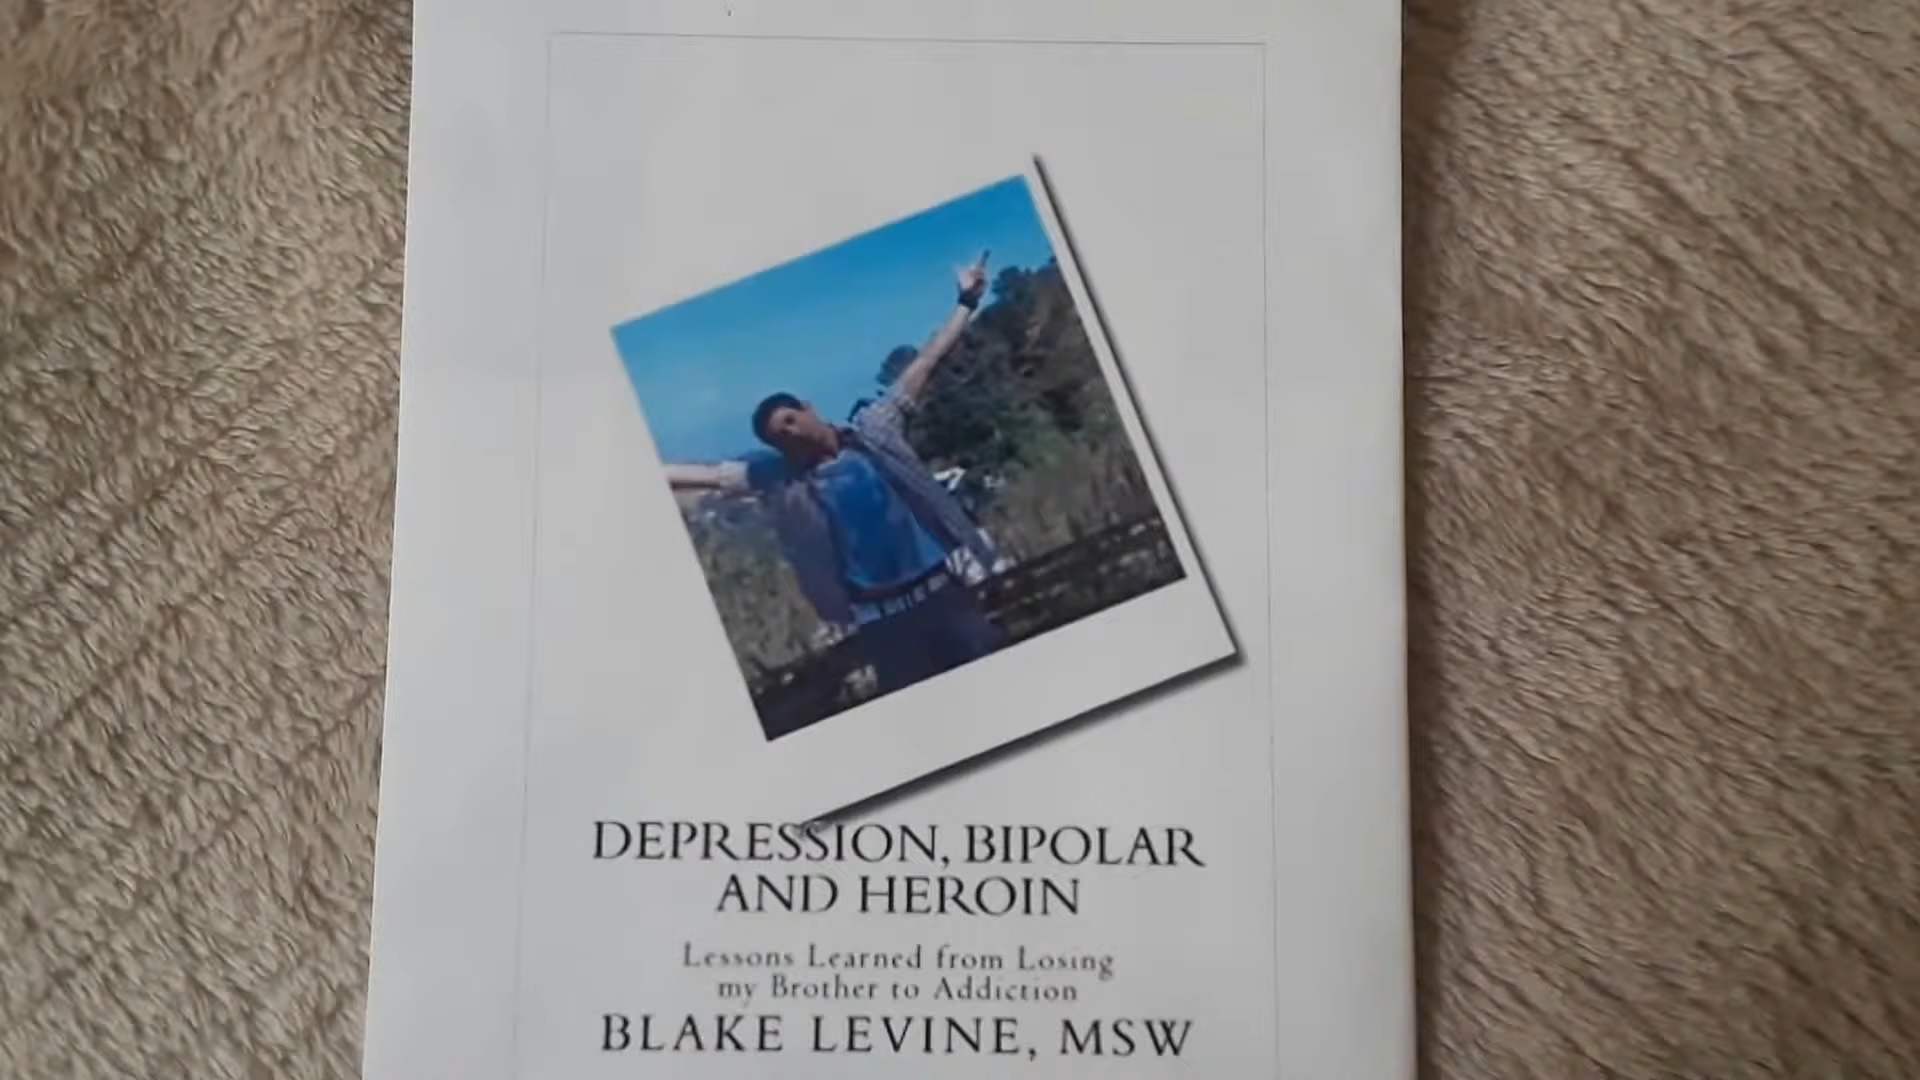 DEPRESSION, BIPOLAR
AND HEROIN
Lessons Learned from Losing
my Brother to Addiction
BLAKE LEVINE, MSW